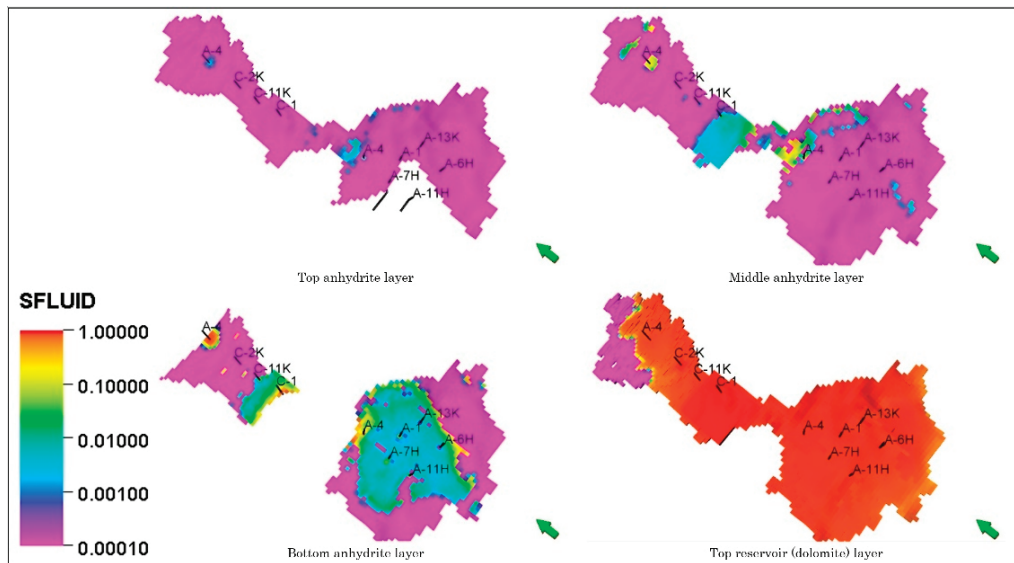 A-4
C-2K
C-11K
C-1
A-4
A-1
A-13K
A-6H
A-7H
A-11H
Top anhydrite layer
A-4
C-2K
C-11K
C-1
A-4
A-1
A-13K
A-6H
A-7H
A-11H
Middle anhydrite layer
SFLUID
1.00000
0.10000
0.01000
0.00100
0.00010
C-2K
C-11K
C-1
A-4
A-1
A-13K
A-6H
A-7H
A-11H
Bottom anhydrite layer
A-4
C-2K
C-11K
C-1
A-4
A-1
A-13K
A-6H
A-7H
A-11H
Top reservoir (dolomite) layer